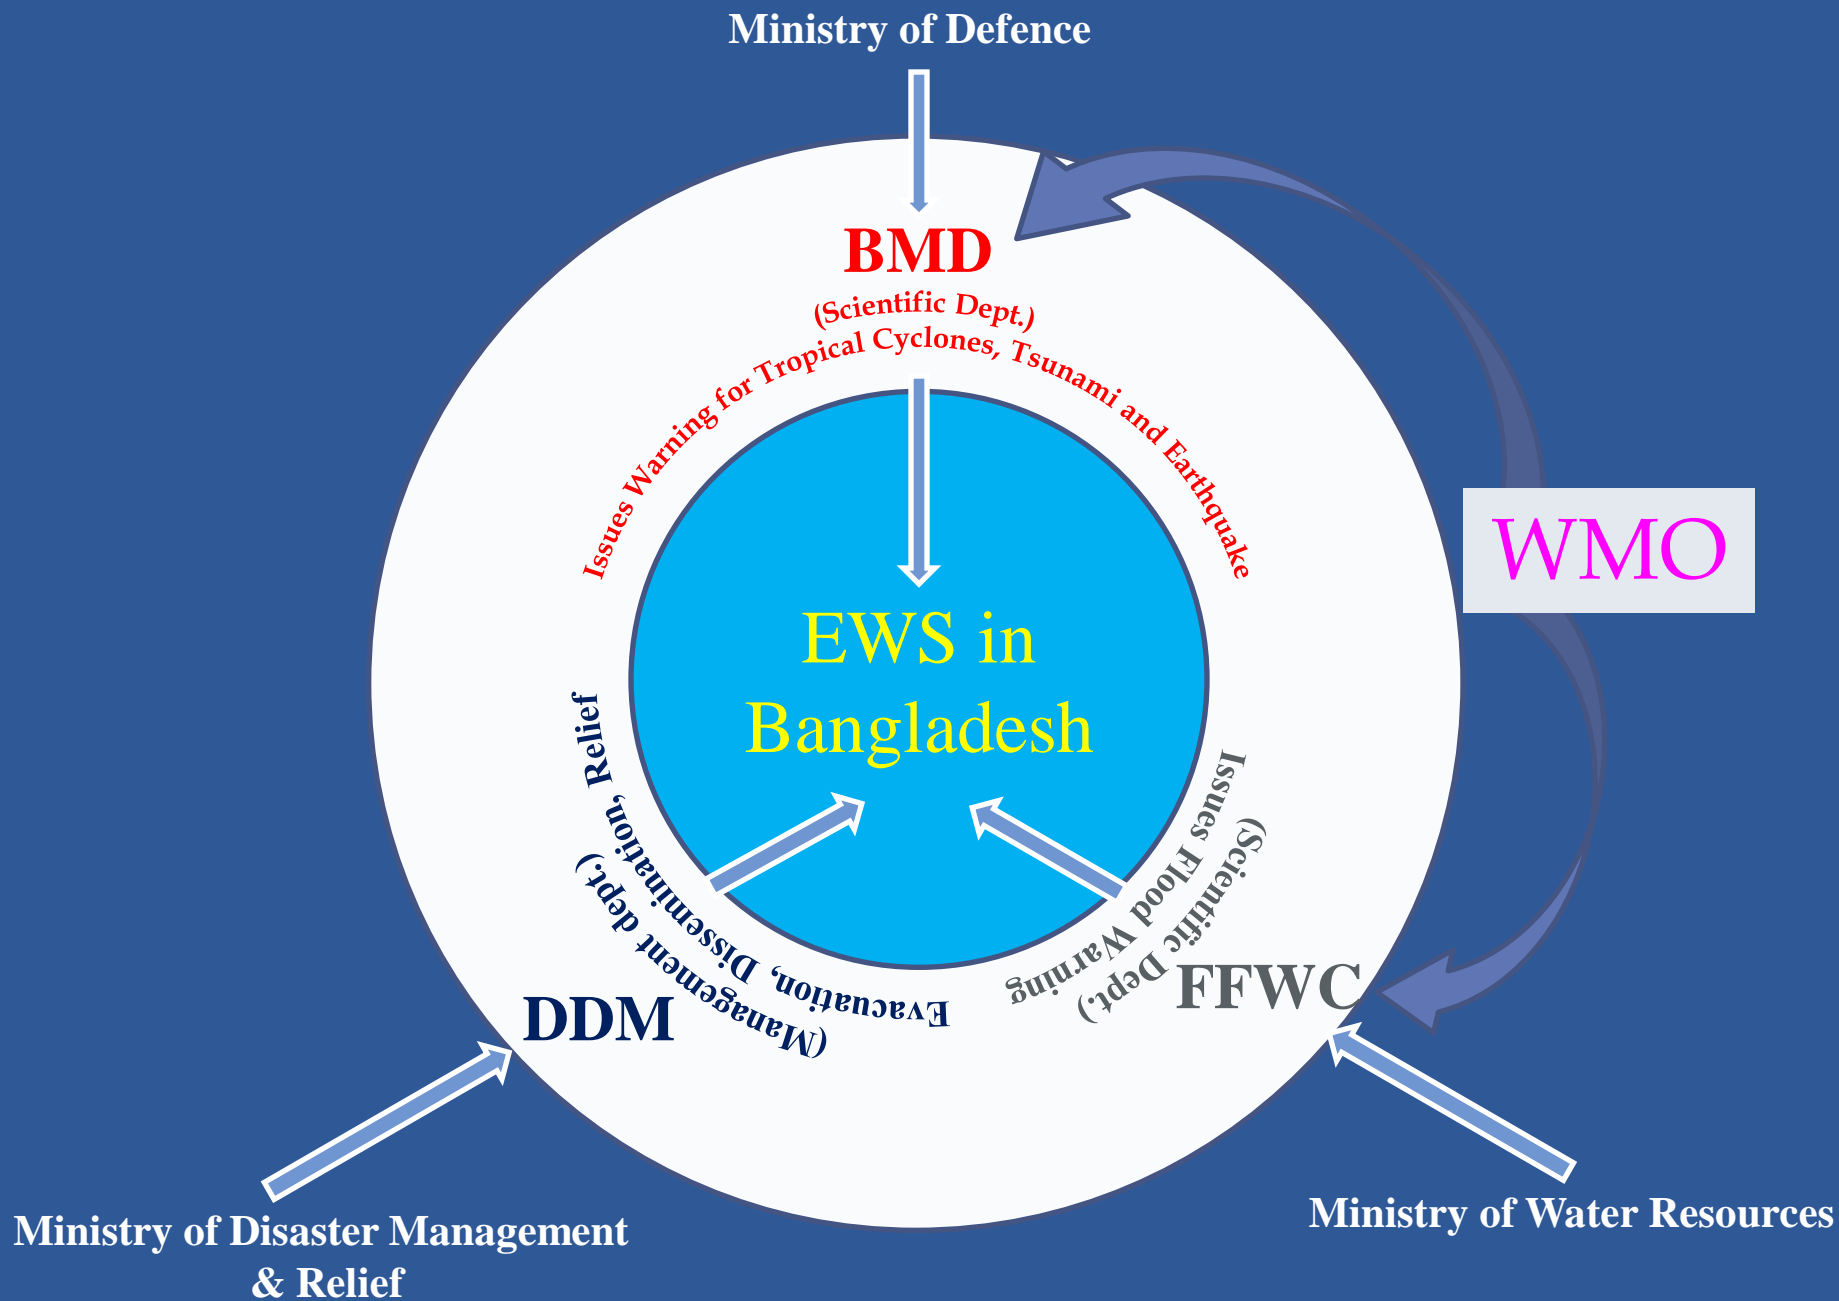 Ministry of Defence
BMD
(Scientific Dept.)
Issues Warning for Tropical Cyclones, Tsunami and Earthquake
WMO
EWS in
Bangladesh
Evacuation, Dissemination, Relief
(Management dept.)
DDM
Issues Flood Warning
(Scientific Dept.)
FFWC
Ministry of Disaster Management
& Relief
Ministry of Water Resources